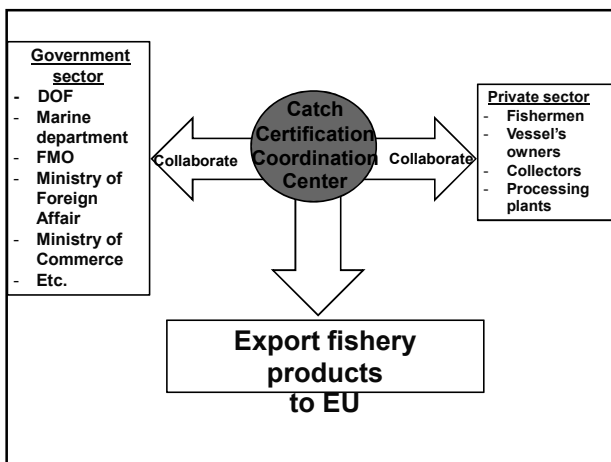 Government
sector
- DOF
- Marine
department
- FMO
- Ministry of
Foreign
Affair
- Ministry of
Commerce
- Etc.
Collaborate
Catch
Certification
Coordination
Center
Collaborate
Private sector
- Fishermen
- Vessel's
owners
- Collectors
- Processing
plants
Export fishery
products
to EU